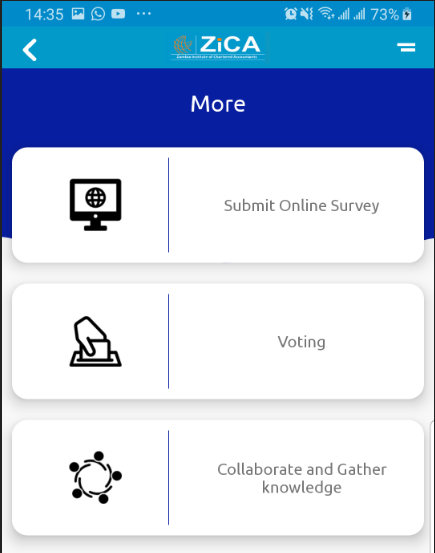 14:35
73%
ZiCA
Zambia Institute of Chartered Accountants
More
Submit Online Survey
Voting
Collaborate and Gather
knowledge